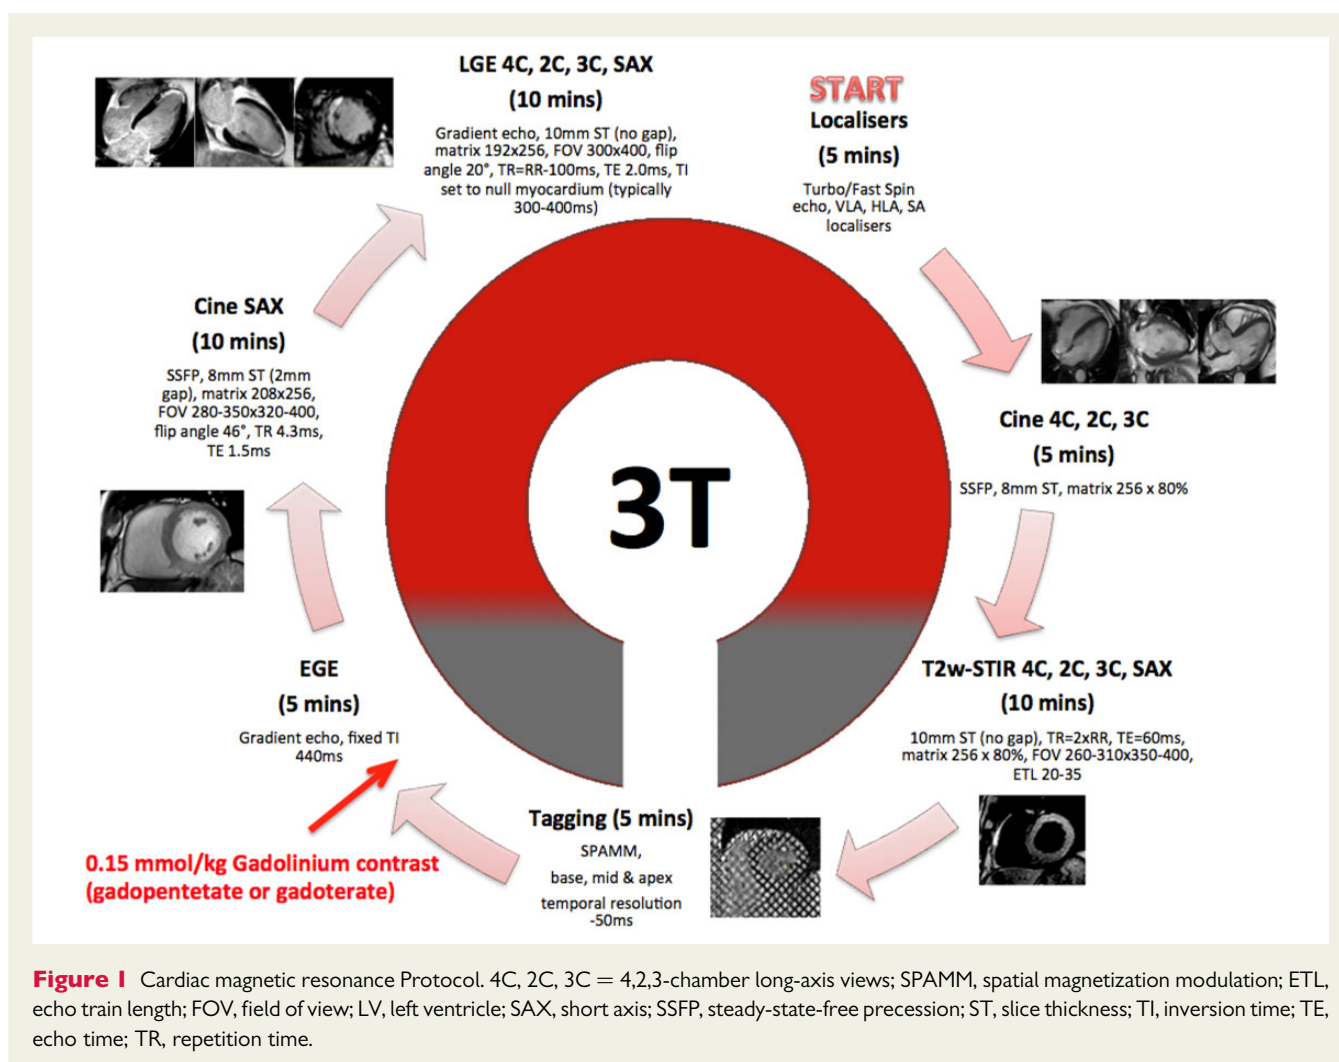 START
Localisers
(5 mins)
Turbo/Fast Spin
echo, VLA, HLA, SA
localisers
Cine 4C, 2C, 3C
(5 mins)
SSFP, 8mm ST, matrix 256 x 80%
T2w-STIR 4C, 2C, 3C, SAX
(10 mins)
10mm ST (no gap), TR=2xRR, TE=60ms,
matrix 256 x 80%, FOV 260-310x350-400,
ETL 20-35
Tagging (5 mins)
SPAMM,
base, mid & apex
temporal resolution
-50ms
EGE
(5 mins)
Gradient echo, fixed TI
440ms
0.15 mmol/kg Gadolinium contrast
(gadopentetate or gadoterate)
Cine SAX
(10 mins)
SSFP, 8mm ST (2mm
gap), matrix 208x256,
FOV 280-350x320-400,
flip angle 46°, TR 4.3ms,
TE 1.5ms
LGE 4C, 2C, 3C, SAX
(10 mins)
Gradient echo, 10mm ST (no gap),
matrix 192x256, FOV 300x400, flip
angle 20°, TR=RR-100ms, TE 2.0ms, TI
set to null myocardium (typically
300-400ms)
3T
Figure 1 Cardiac magnetic resonance Protocol. 4C, 2C, 3C = 4,2,3-chamber long-axis views; SPAMM, spatial magnetization modulation; ETL,
echo train length; FOV, field of view; LV, left ventricle; SAX, short axis; SSFP, steady-state-free precession; ST, slice thickness; TI, inversion time; TE,
echo time; TR, repetition time.